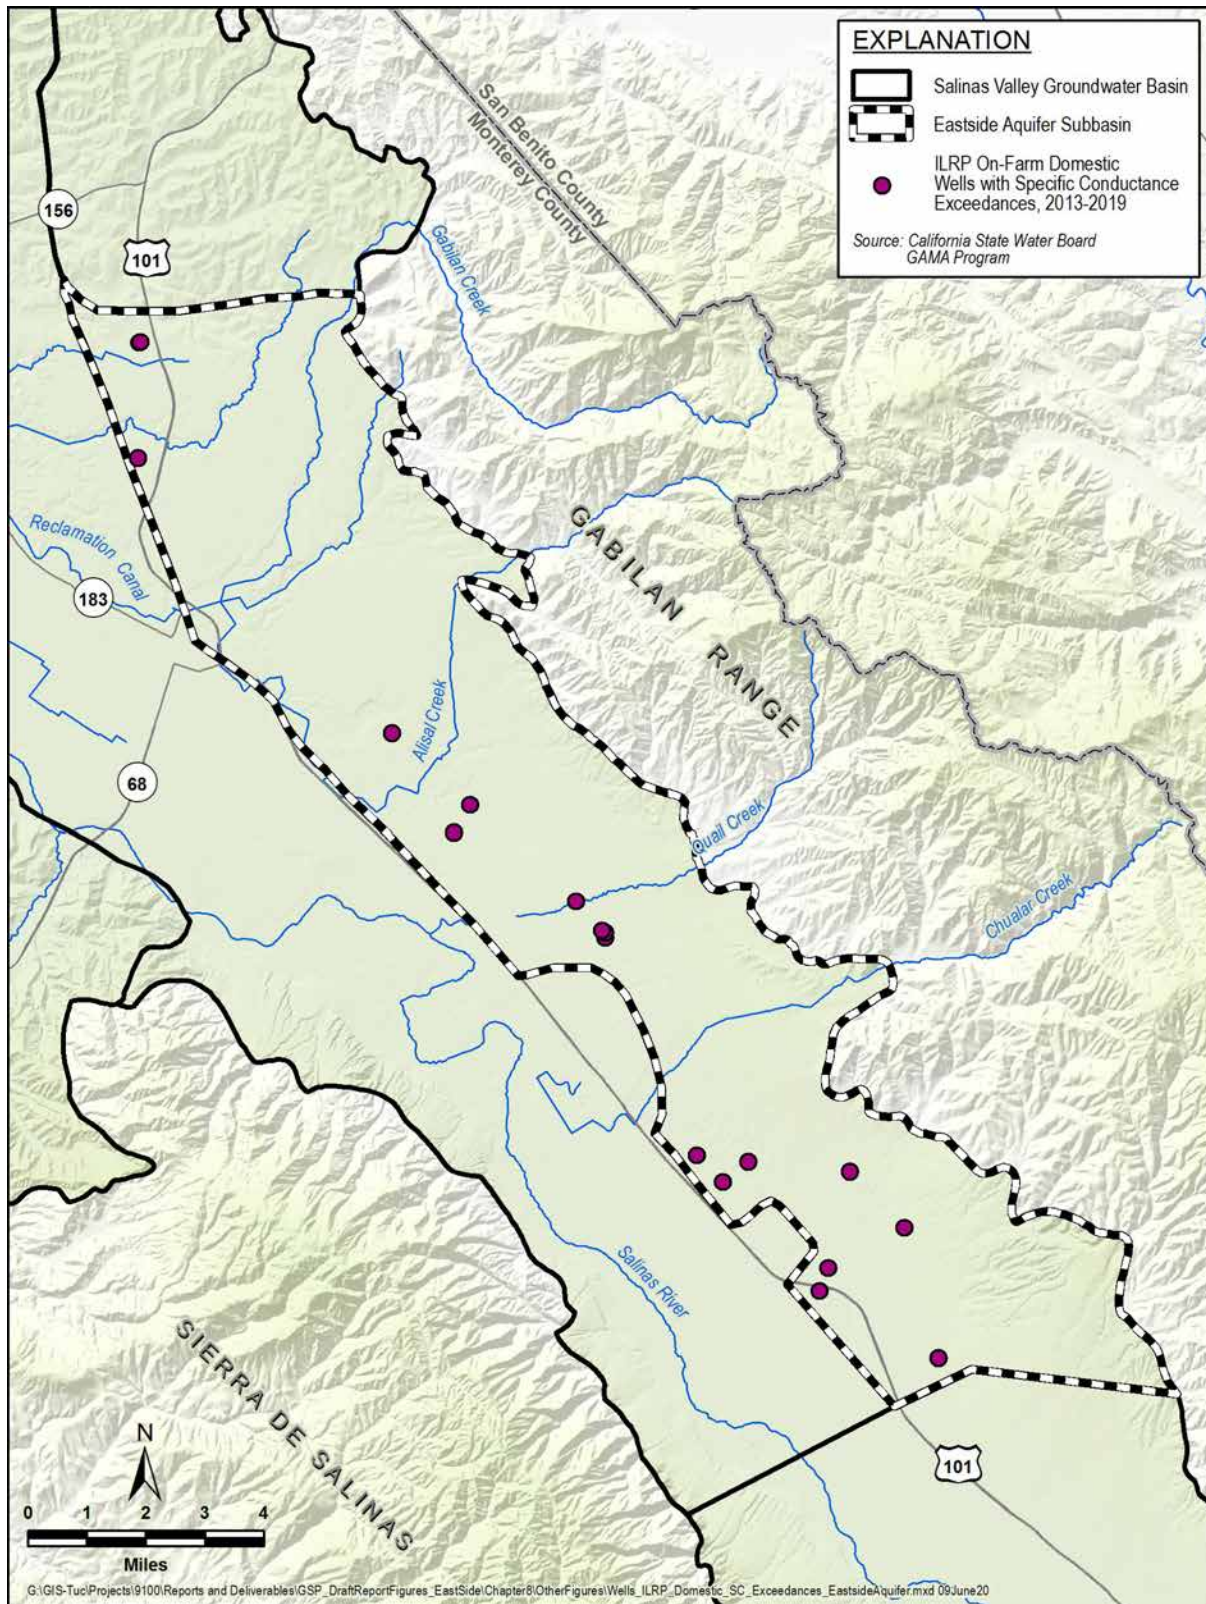 EXPLANATION
Salinas Valley Groundwater Basin
Eastside Aquifer Subbasin
ILRP On-Farm Domestic
Wells with Specific Conductance
Exceedances, 2013-2019
Source: California State Water Board
GAMA Program
San Benito County
Monterey County
156
101
Gabilan Creek
Reclamation Canal
183
GABILAN RANGE
Alisal Creek
68
Quail Creek
Chualar Creek
Salinas River
SIERRA DE SALINAS
101
N
0 1 2 3 4
Miles
G:\GIS-Tuc\Projects\9100\Reports and Deliverables\GSP_DraftReportFigures_EastSide\Chapter8\OtherFigures\Wells_ILRP_Domestic_SC_Exceedances_EastsideAquifer.mxd 09June20